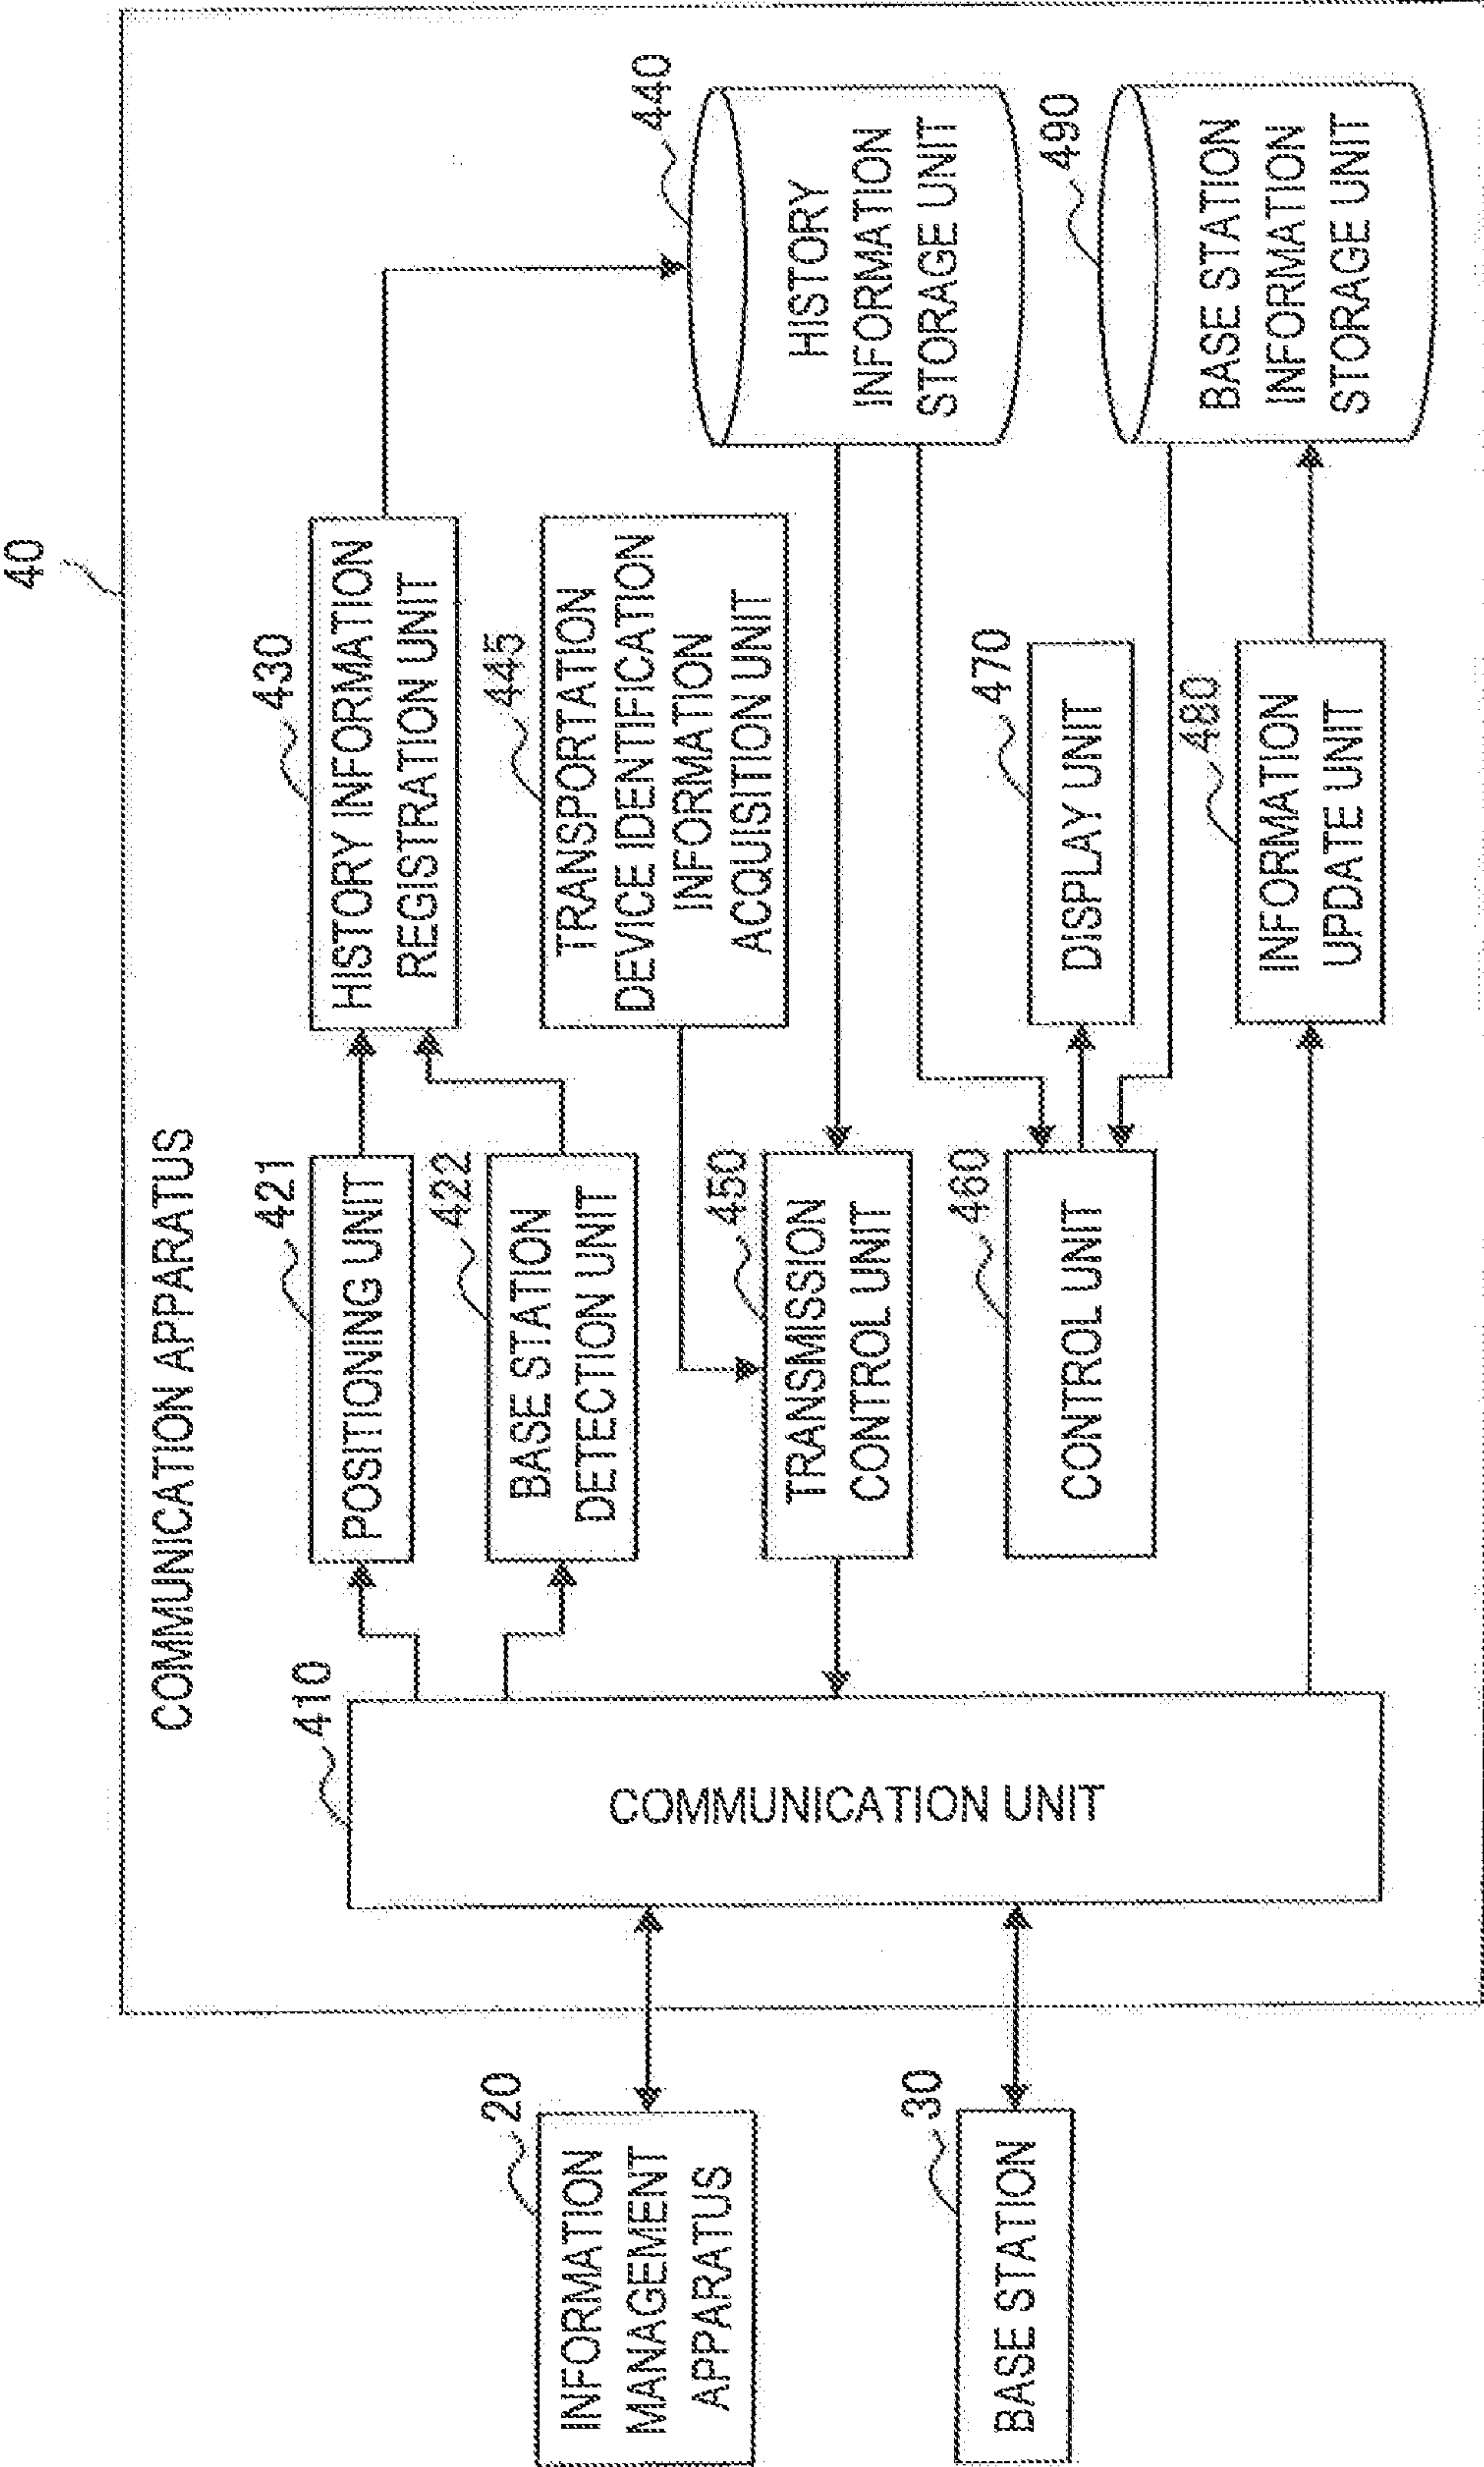 40
COMMUNICATION APPARATUS
410
COMMUNICATION UNIT
421
POSITIONING UNIT
422
BASE STATION
DETECTION UNIT
430
HISTORY INFORMATION
REGISTRATION UNIT
445
TRANSPORTATION
DEVICE IDENTIFICATION
INFORMATION
ACQUISITION UNIT
440
HISTORY
INFORMATION
STORAGE UNIT
20
INFORMATION
MANAGEMENT
APPARATUS
450
TRANSMISSION
CONTROL UNIT
460
CONTROL UNIT
470
DISPLAY UNIT
490
BASE STATION
INFORMATION
STORAGE UNIT
30
BASE STATION
480
INFORMATION
UPDATE UNIT